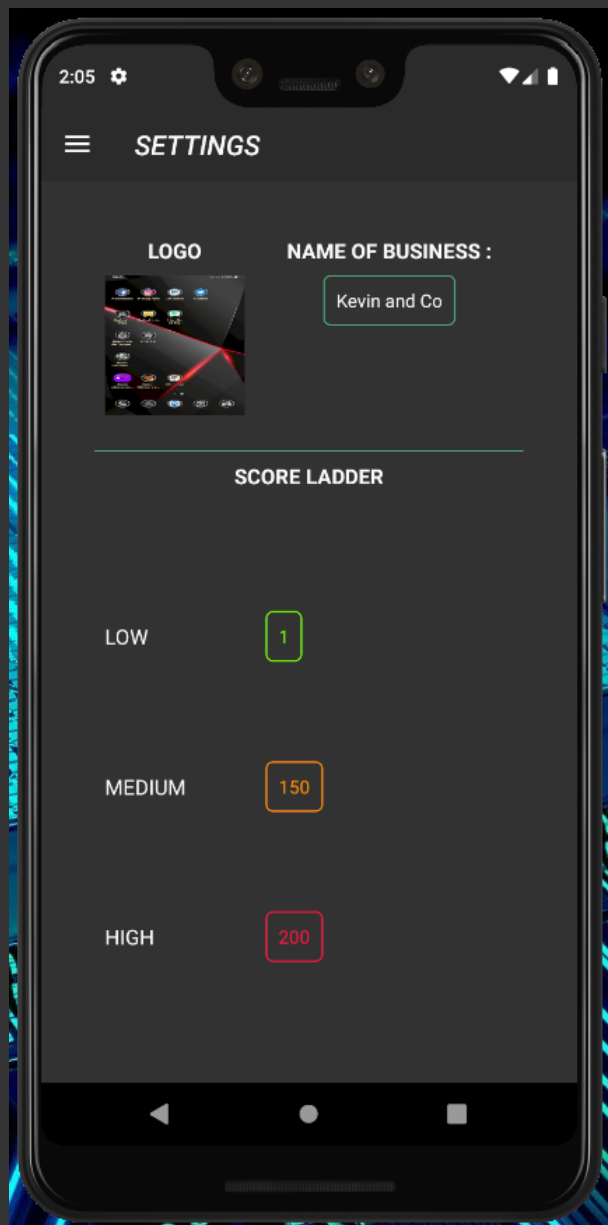 2:05
SETTINGS
LOGO
NAME OF BUSINESS :
Kevin and Co
SCORE LADDER
LOW
1
MEDIUM
150
HIGH
200